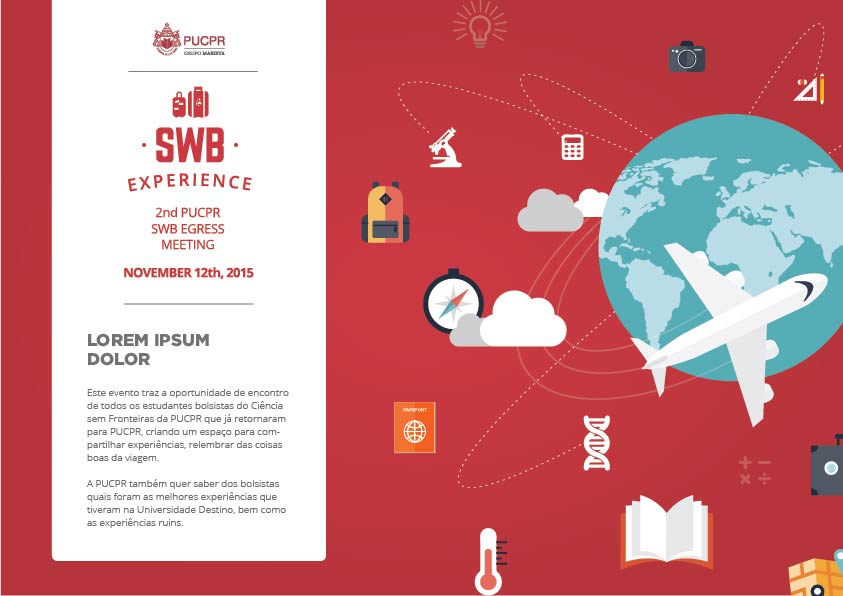 PUCPR
GRUPO MARISTA
SWB
EXPERIENCE
2nd PUCPR
SWB EGRESS
MEETING
NOVEMBER 12th, 2015
LOREM IPSUM
DOLOR
Este evento traz a oportunidade de encontro
de todos os estudantes bolsistas do Ciência
sem Fronteiras da PUCPR que já retornaram
para PUCPR, criando um espaço para com-
partilhar experiências, relembrar das coisas
boas da viagem.
A PUCPR também quer saber dos bolsistas
quais foram as melhores experiências que
tiveram na Universidade Destino, bem como
as experiências ruins.
PASSPORT